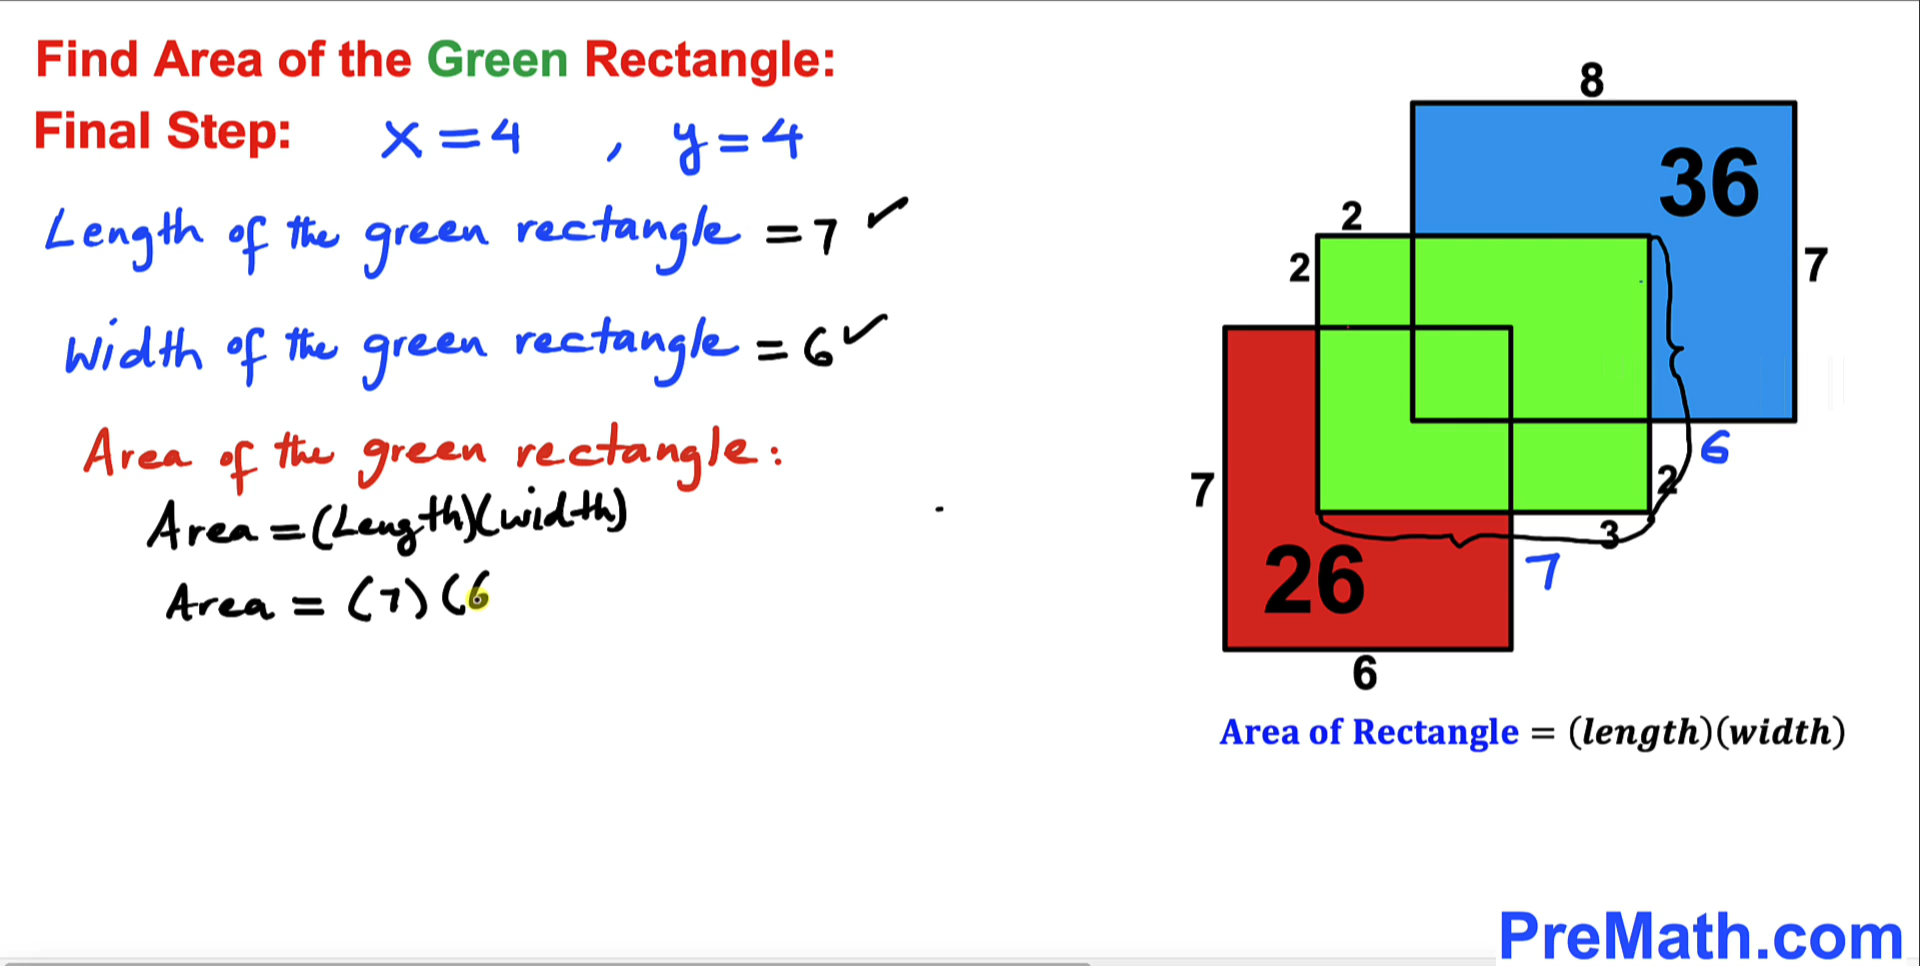 Find Area of the Green Rectangle:
Final Step: x = 4 , y = 4
Length of the green rectangle = 7 ✓
Width of the green rectangle = 6 ✓
Area of the green rectangle:
Area = (Length)(width)
Area = (7) (6
8
36
2
2
7
6
2
7
3
7
26
6
Area of Rectangle = (length)(width)
PreMath.com